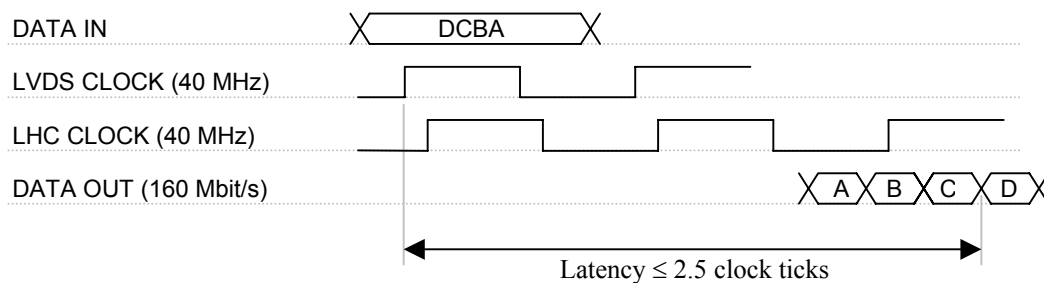 DATA IN
DCBA
LVDS CLOCK (40 MHz)
LHC CLOCK (40 MHz)
DATA OUT (160 Mbit/s)
A B C D
Latency ≤ 2.5 clock ticks